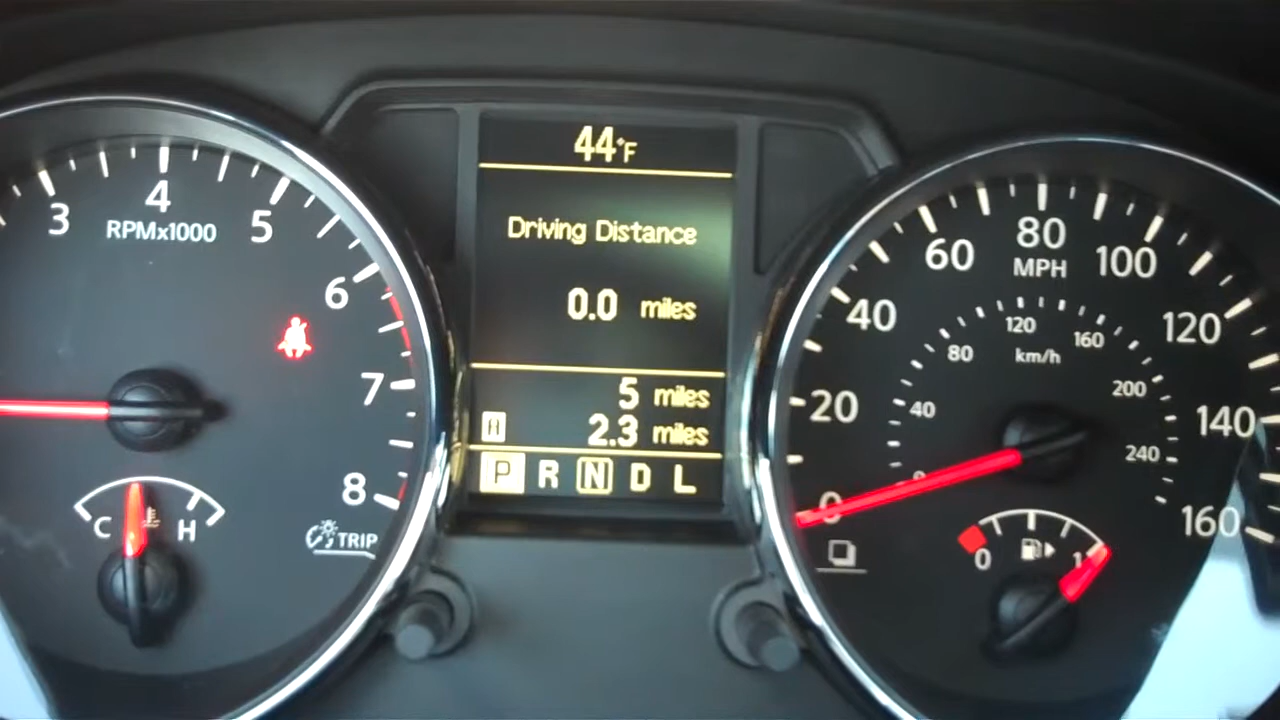 3
4
5
6
7
8
RPMx1000
C
H
TRIP
44°F
Driving Distance
0.0 miles
5 miles
A 2.3 miles
P R N D L
0
20
40
60
80
100
120
140
160
MPH
40
80
120
160
200
240
km/h
0
1